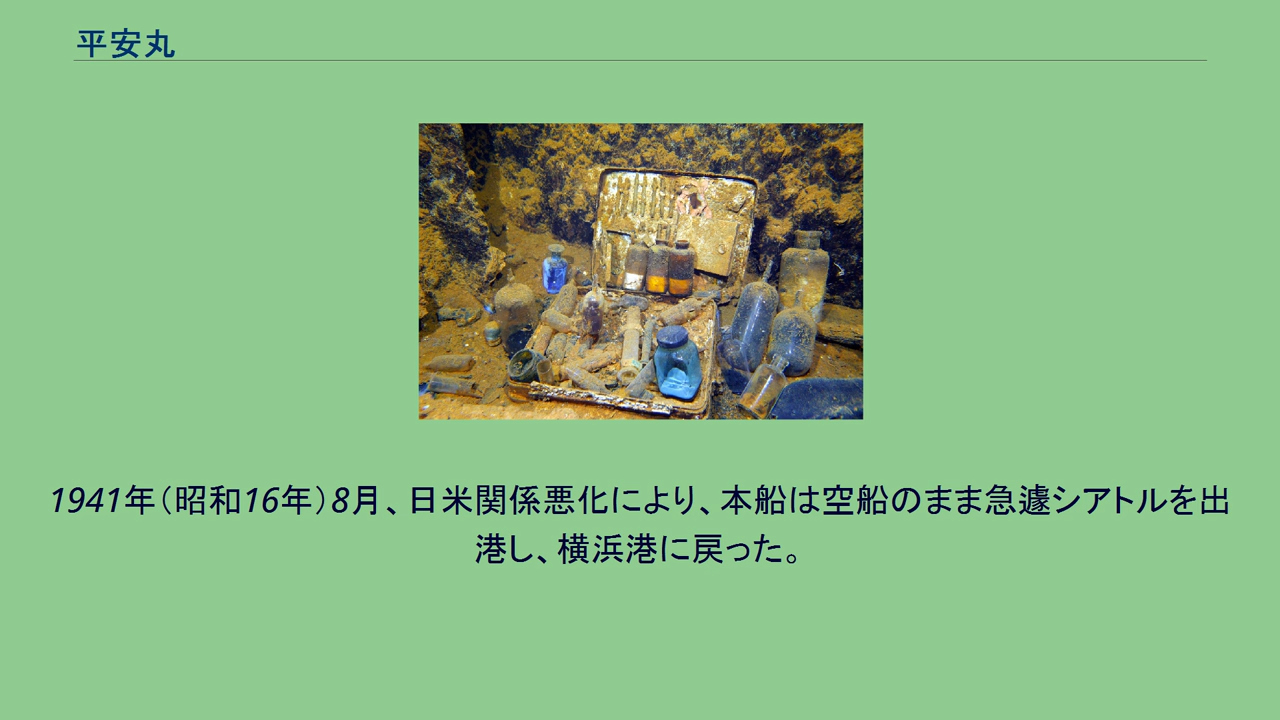 平安丸
1941年（昭和16年）8月、日米関係悪化により、本船は空船のまま急遽シアトルを出
港し、横浜港に戻った。